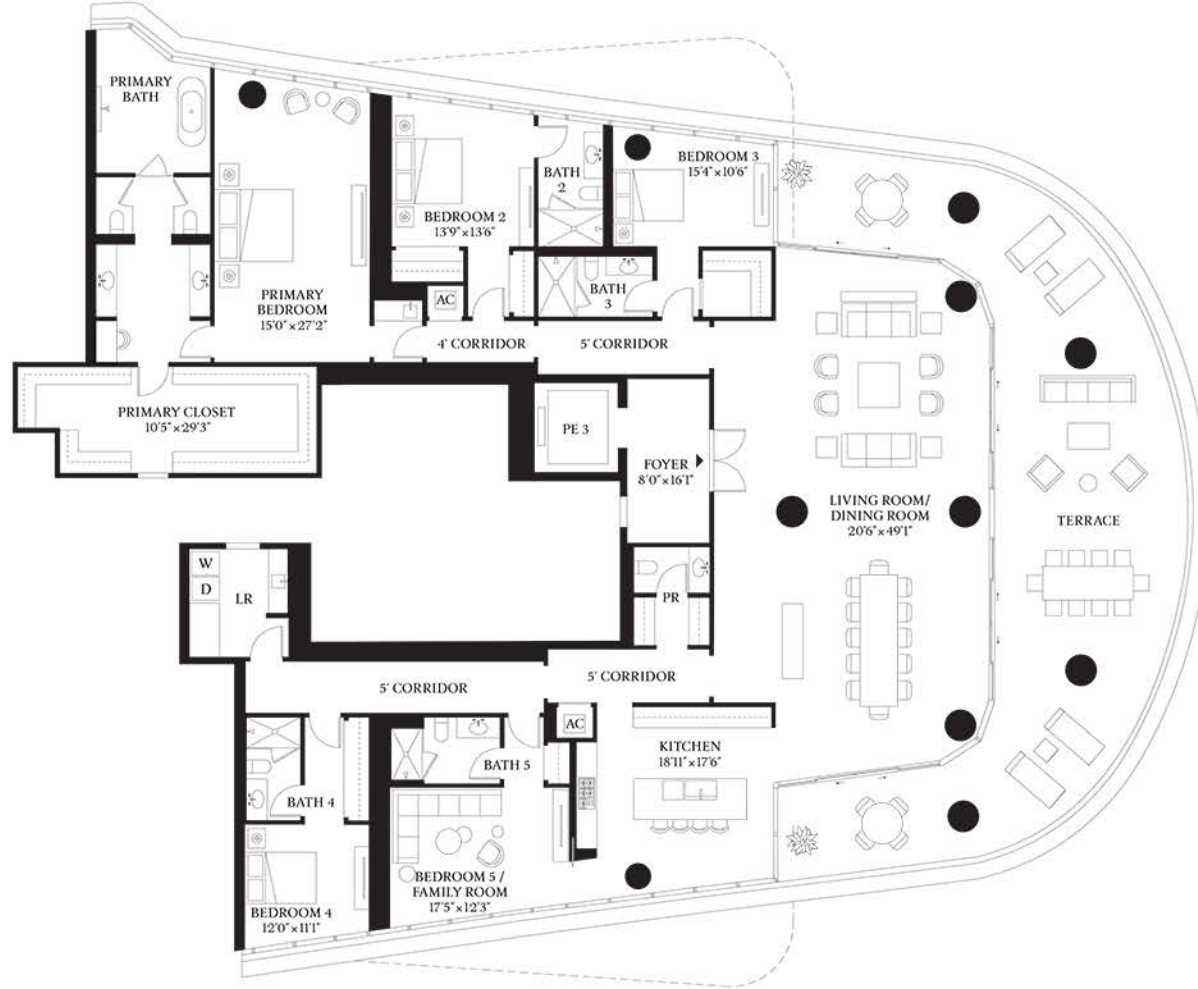 PRIMARY
BATH
BEDROOM 3
15'4" × 10'6"
BATH
2
BEDROOM 2
13'9" × 13'6"
PRIMARY
BEDROOM
15'0" × 27'2"
AC
BATH
3
4' CORRIDOR
5' CORRIDOR
PRIMARY CLOSET
10'5" × 29'3"
PE 3
FOYER
8'0" × 16'1"
LIVING ROOM/
DINING ROOM
20'6" × 49'1"
TERRACE
W
D
LR
PR
5' CORRIDOR
5' CORRIDOR
AC
KITCHEN
18'11" × 17'6"
BATH 5
BATH 4
BEDROOM 5 /
FAMILY ROOM
17'5" × 12'3"
BEDROOM 4
12'0" × 11'1"